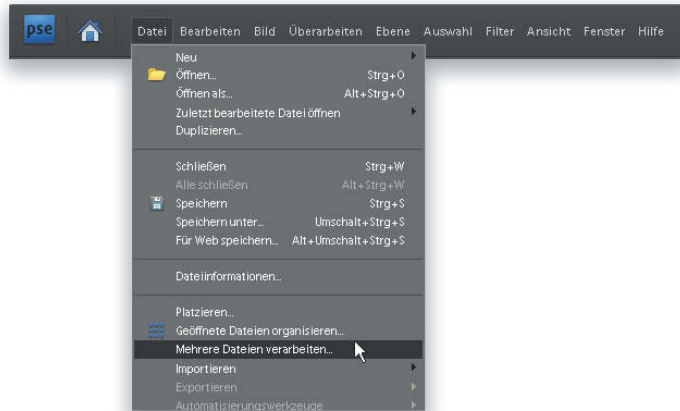 pse Datei Bearbeiten Bild Überarbeiten Ebene Auswahl Filter Ansicht Fenster Hilfe
Neu
Öffnen... Strg+O
Öffnen als... Alt+Strg+O
Zuletzt bearbeitete Datei öffnen
Duplizieren...
Schließen Strg+W
Alle schließen Alt+Strg+W
Speichern Strg+S
Speichern unter... Umschalt+Strg+S
Für Web speichern... Alt+Umschalt+Strg+S
Dateiinformationen...
Platzieren...
Geöffnete Dateien organisieren...
Mehrere Dateien verarbeiten...
Importieren
Exportieren
Automatisierungswerkzeuge